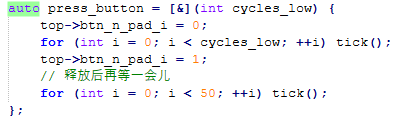 auto press_button = [&](int cycles_low) {
    top->btn_n_pad_i = 0;
    for (int i = 0; i < cycles_low; ++i) tick();
    top->btn_n_pad_i = 1;
    // 释放后再等一会儿
    for (int i = 0; i < 50; ++i) tick();
};